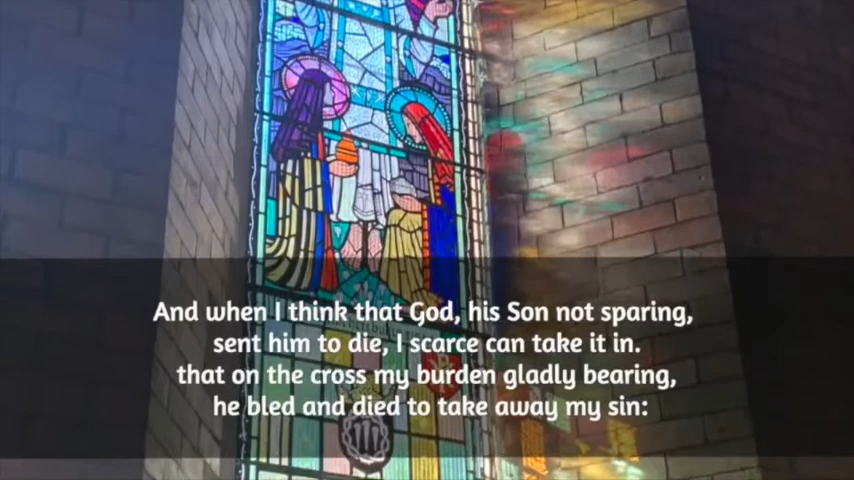 And when I think that God, his Son not sparing,
sent him to die, I scarce can take it in.
that on the cross my burden gladly bearing,
he bled and died to take away my sin: